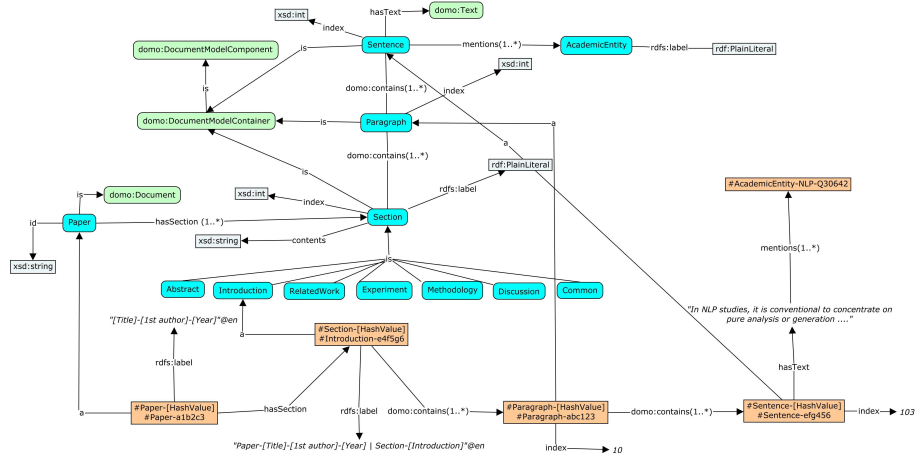 hasText
domo:Text
xsd:int
index
domo:DocumentModelComponent
Sentence
mentions(1..*)
AcademicEntity
rdfs:label
rdf:PlainLiteral
is
xsd:int
is
domo:contains(1..*)
index
domo:DocumentModelContainer
is
Paragraph
a
a
domo:contains(1..*)
rdf:PlainLiteral
is
rdfs:label
#AcademicEntity-NLP-Q30642
is
domo:Document
xsd:int
index
id
Paper
hasSection (1..*)
Section
xsd:string
contents
mentions(1..*)
xsd:string
is
Abstract
Introduction
RelatedWork
Experiment
Methodology
Discussion
Common
"[Title]-[1st author]-[Year]"@en
a
#Section-[HashValue]
#Introduction-e4f5g6
"In NLP studies, it is conventional to concentrate on
pure analysis or generation ...."
rdfs:label
hasText
a
#Paper-[HashValue]
#Paper-a1b2c3
hasSection
rdfs:label
domo:contains(1..*)
#Paragraph-[HashValue]
#Paragraph-abc123
domo:contains(1..*)
#Sentence-[HashValue]
#Sentence-efg456
index
103
"Paper-[Title]-[1st author]-[Year] | Section-[Introduction]"@en
index
10